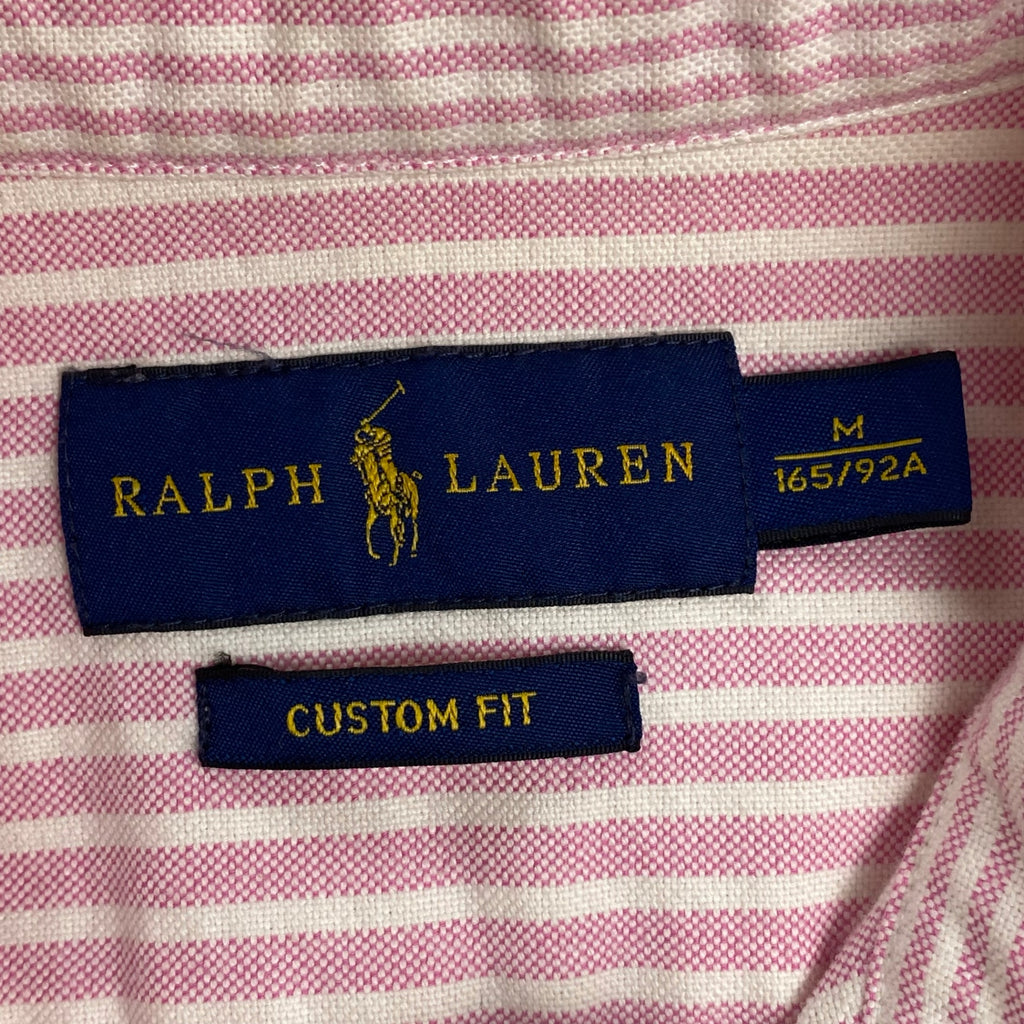 RALPH LAUREN
M
165/92A
CUSTOM FIT